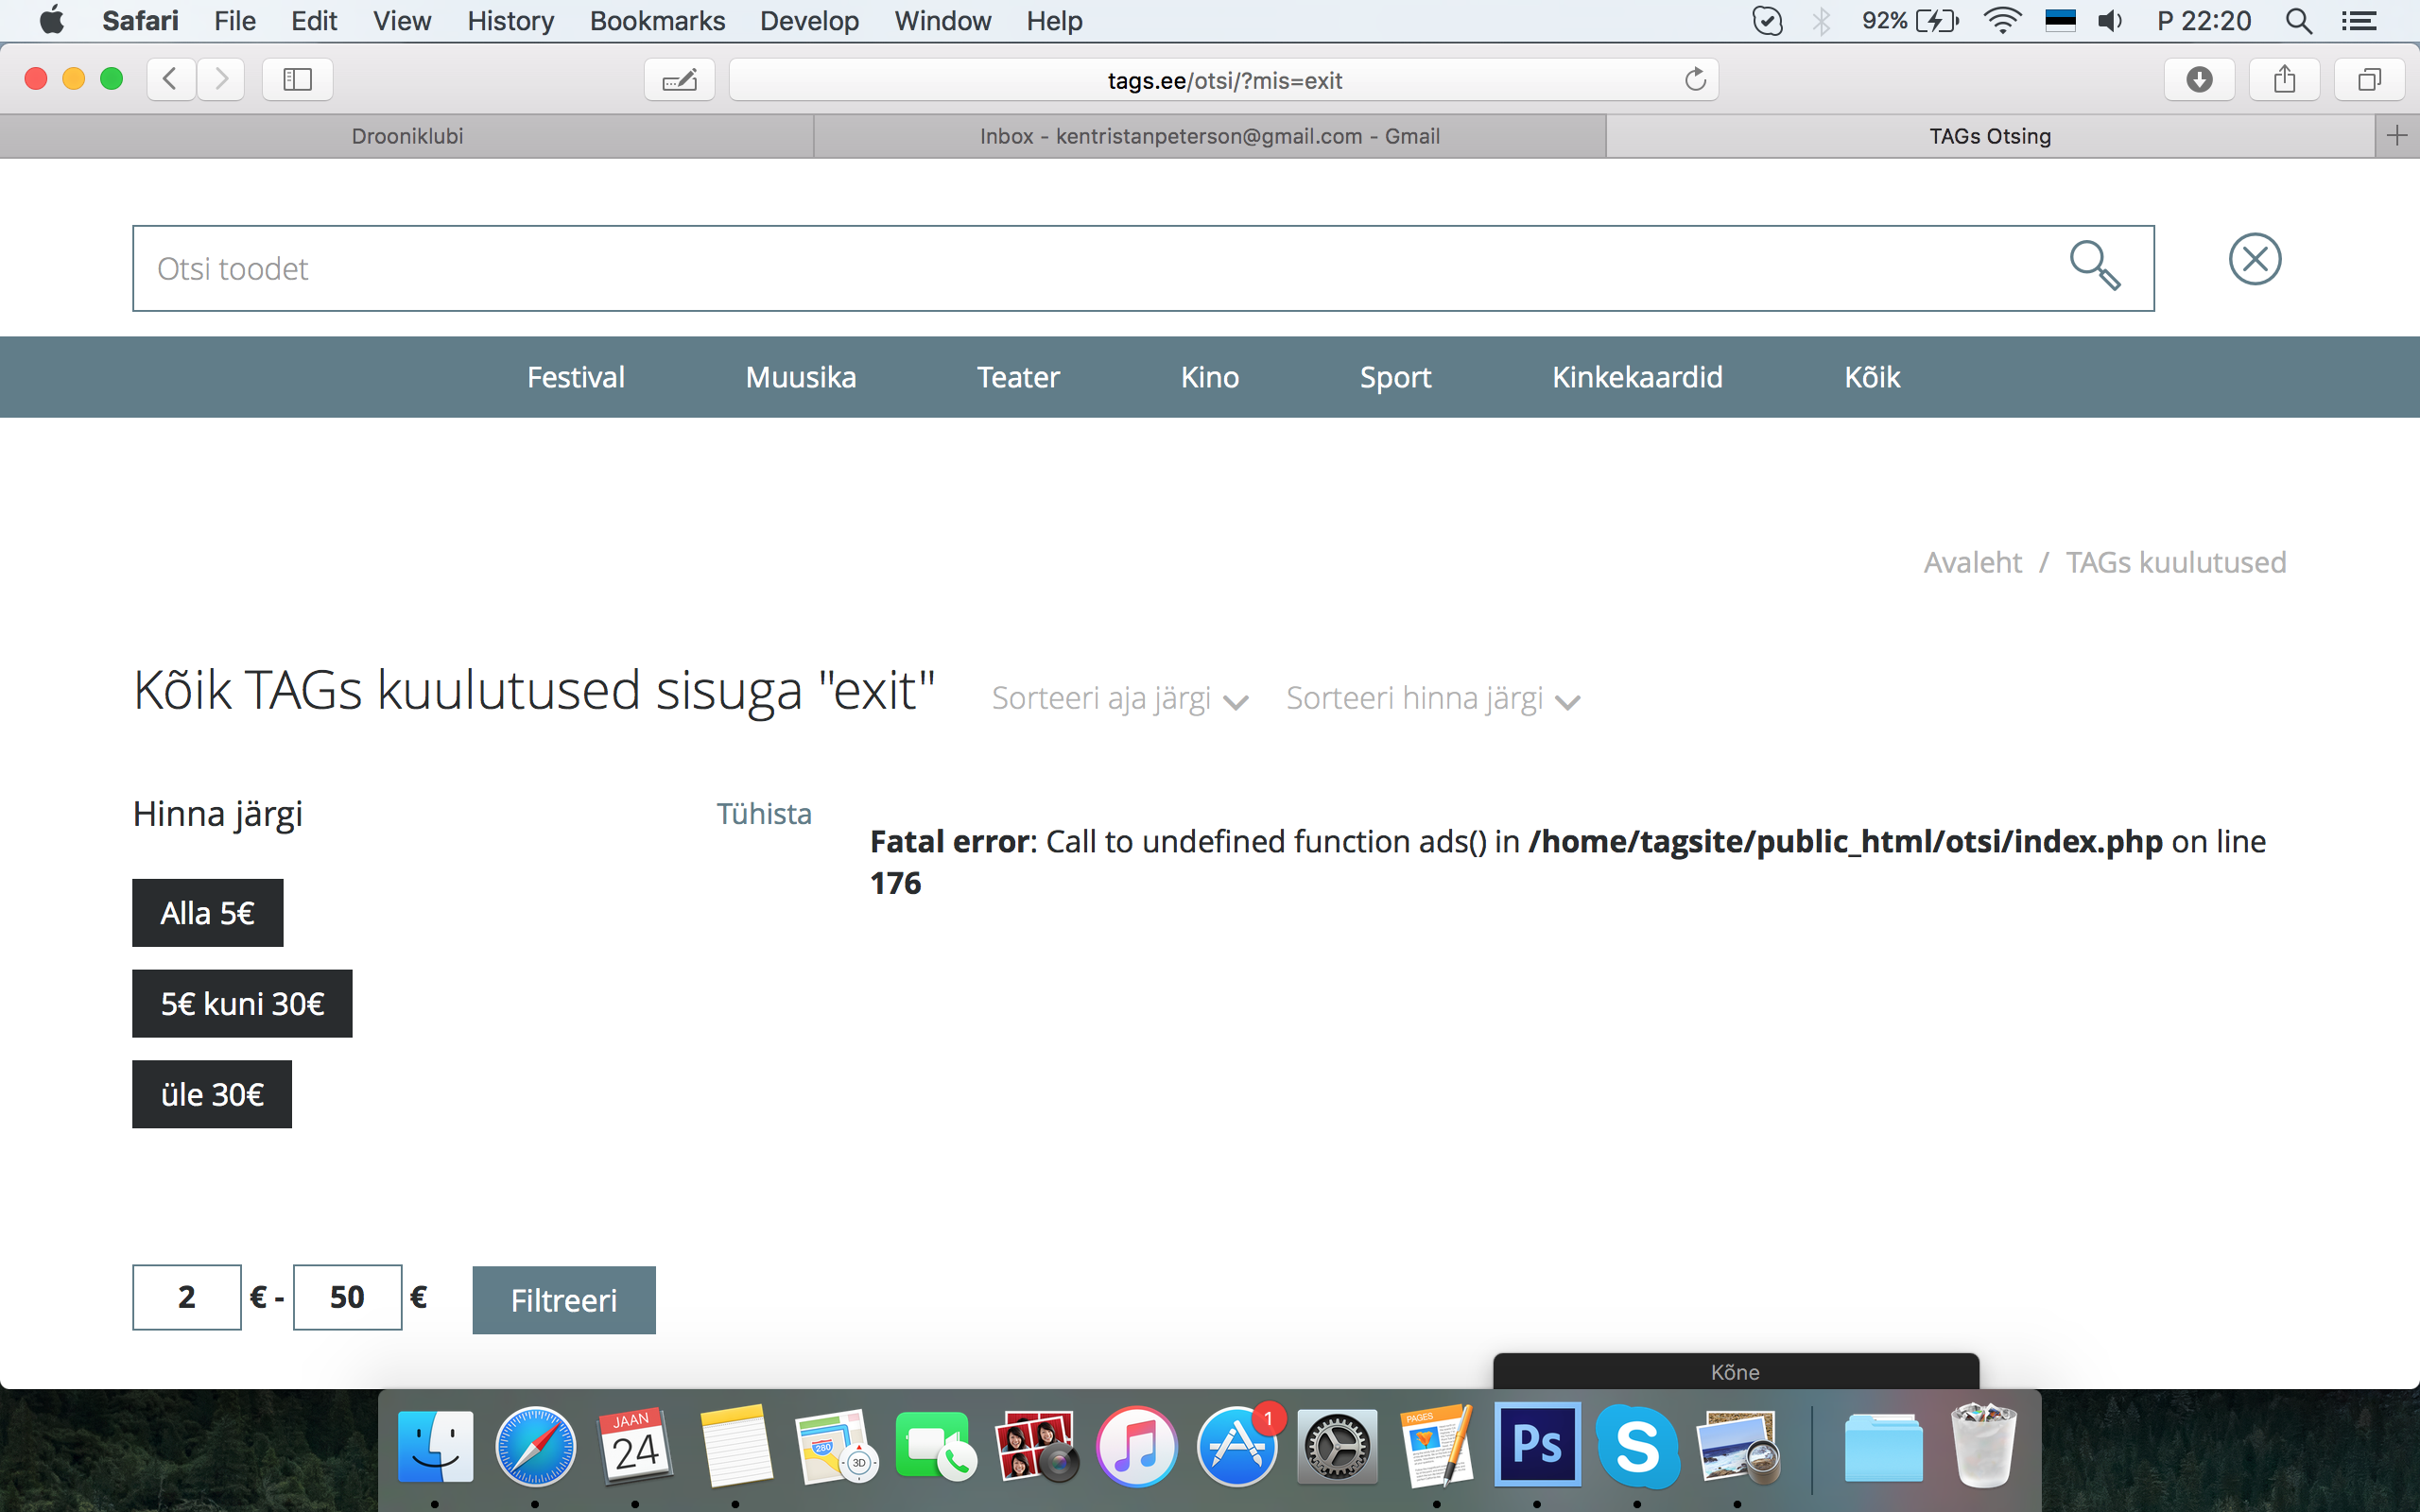 Safari File Edit View History Bookmarks Develop Window Help 92% P 22:20
tags.ee/otsi/?mis=exit
Drooniklubi Inbox - kentristanpeterson@gmail.com - Gmail TAGs Otsing
Otsi toodet
Festival Muusika Teater Kino Sport Kinkekaardid Kõik
Avaleht / TAGs kuulutused
Kõik TAGs kuulutused sisuga "exit" Sorteeri aja järgi Sorteeri hinna järgi
Hinna järgi Tühista
Fatal error: Call to undefined function ads() in /home/tagsite/public_html/otsi/index.php on line
176
Alla 5€
5€ kuni 30€
üle 30€
2 € - 50 € Filtreeri
Kõne
JAAN
24
280
3D
1
PAGES
Ps
S